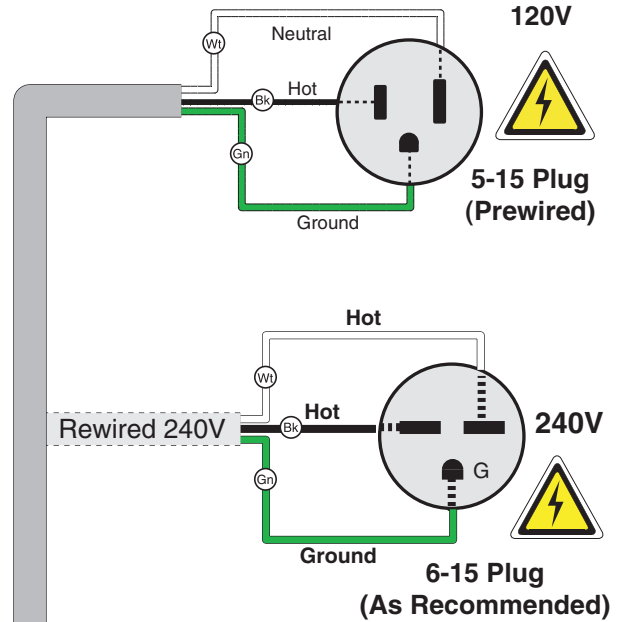 120V
Wt
Neutral
Hot
Bk
Gn
Ground
5-15 Plug
(Prewired)
Hot
Wt
Hot
Rewired 240V
Bk
240V
G
Gn
Ground
6-15 Plug
(As Recommended)